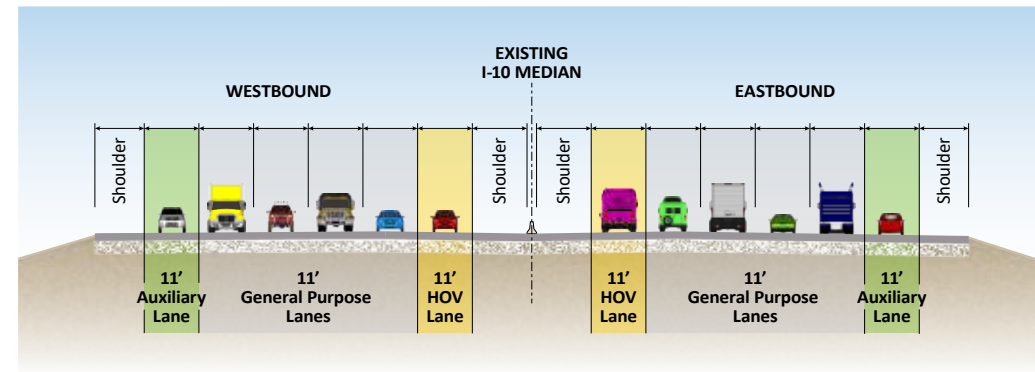 EXISTING
I-10 MEDIAN
WESTBOUND
EASTBOUND
Shoulder
Shoulder
Shoulder
Shoulder
11'
Auxiliary
Lane
11'
General Purpose
Lanes
11'
HOV
Lane
11'
HOV
Lane
11'
General Purpose
Lanes
11'
Auxiliary
Lane